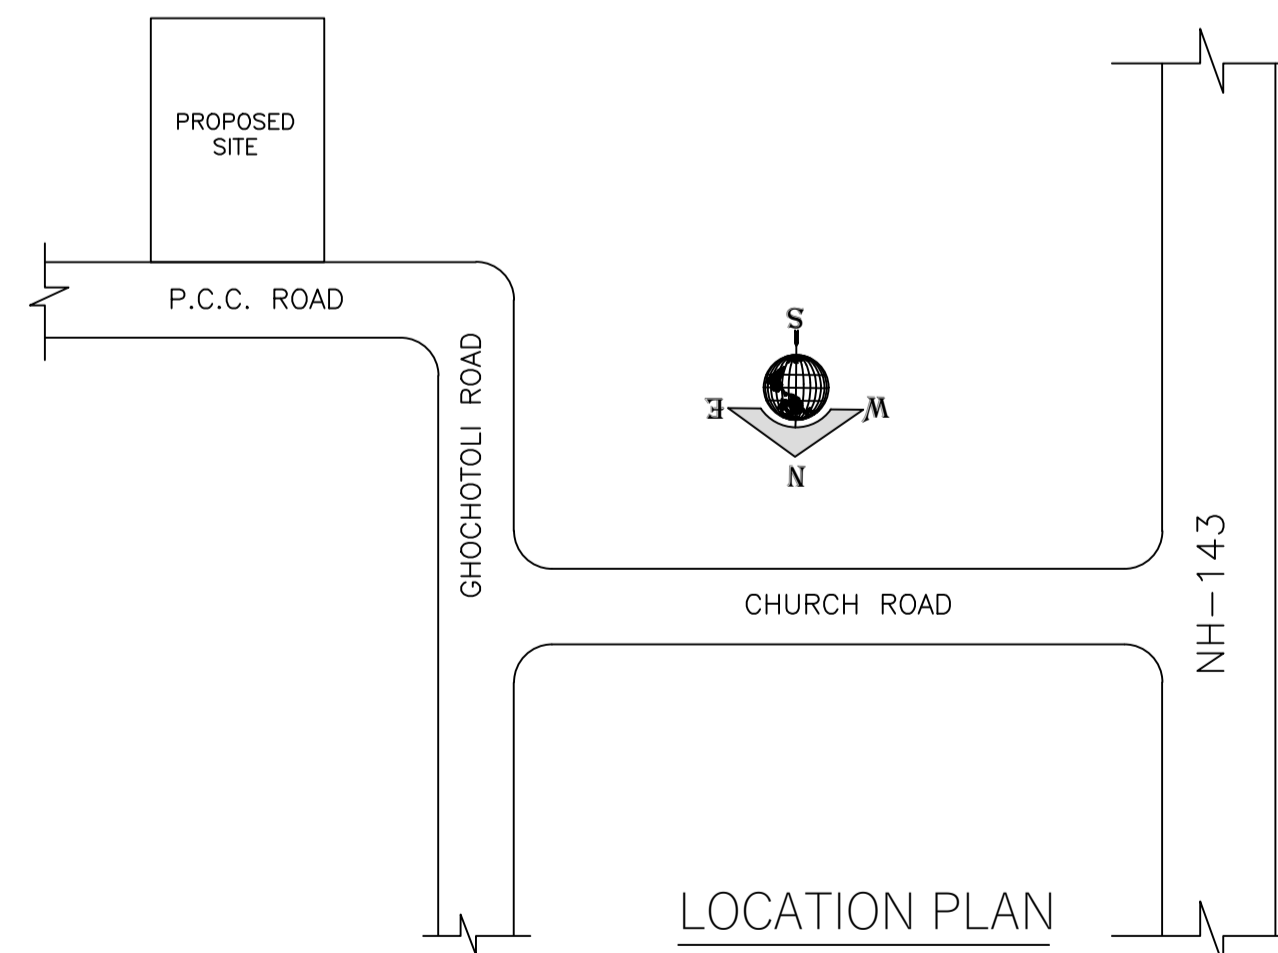 PROPOSED
SITE
P.C.C. ROAD
GHOCHOTOLI ROAD
S
E
W
N
CHURCH ROAD
NH-143
LOCATION PLAN